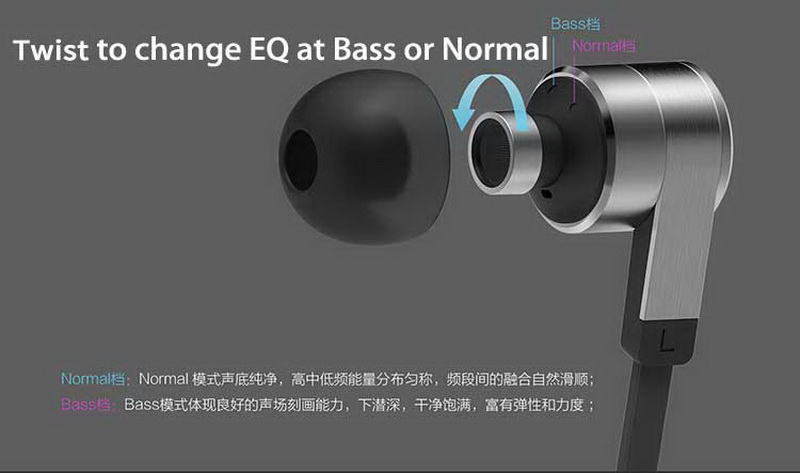 Bass档
Twist to change EQ at Bass or Normal
Normal档
Normal档：Normal 模式声底纯净，高中低频能量分布匀称，频段间的融合自然滑顺；
Bass档：Bass模式体现良好的声场刻画能力，下潜深，干净饱满，富有弹性和力度；
L